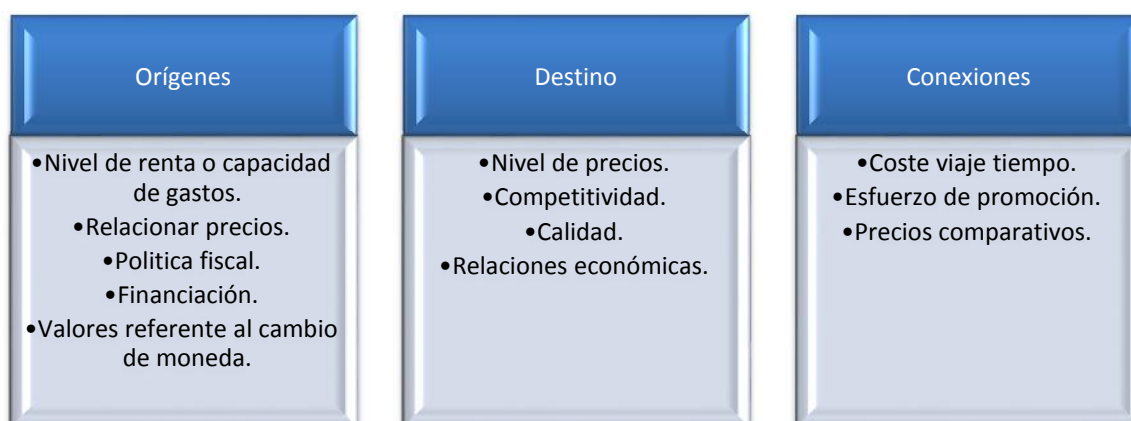 Orígenes
•Nivel de renta o capacidad
de gastos.
•Relacionar precios.
•Politica fiscal.
•Financiación.
•Valores referente al cambio
de moneda.
Destino
•Nivel de precios.
•Competitividad.
•Calidad.
•Relaciones económicas.
Conexiones
•Coste viaje tiempo.
•Esfuerzo de promoción.
•Precios comparativos.